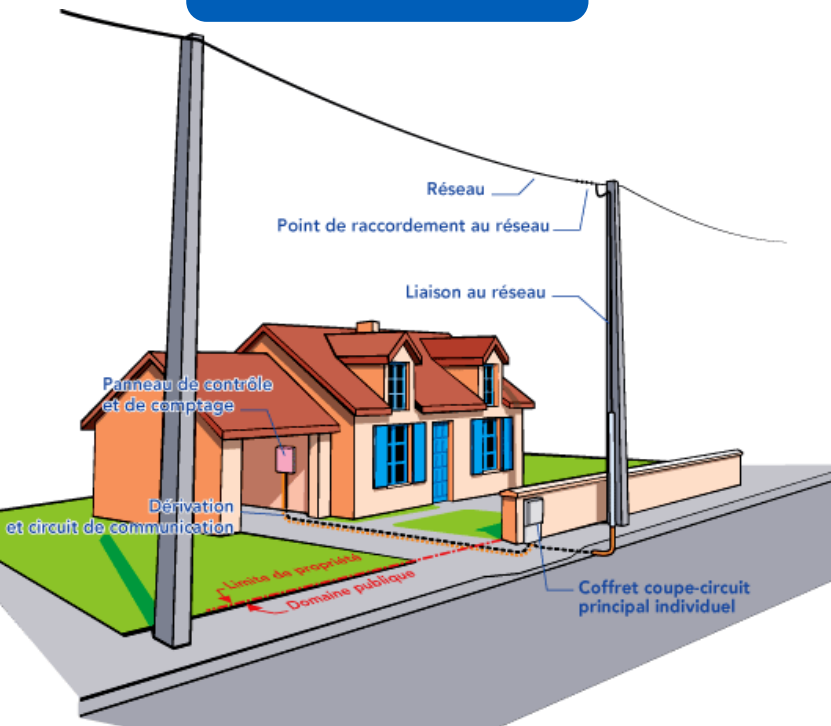 Réseau
Point de raccordement au réseau
Liaison au réseau
Panneau de contrôle
et de comptage
Dérivation
et circuit de communication
Limite de propriété
Domaine publique
Coffret coupe-circuit
principal individuel